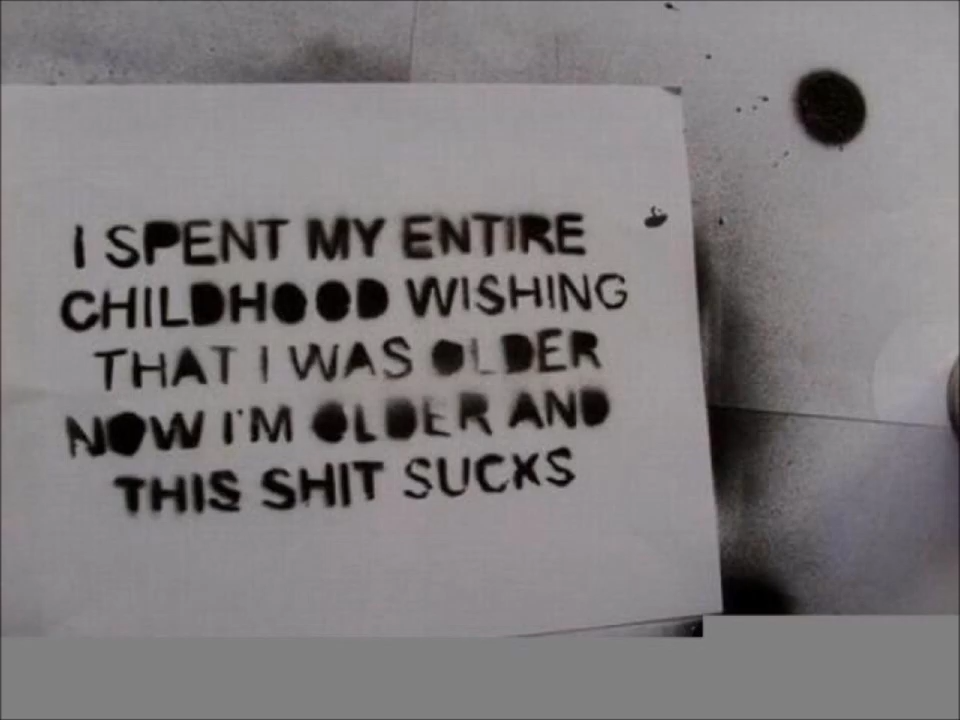 I SPENT MY ENTIRE
CHILDHOOD WISHING
THAT I WAS OLDER
NOW I'M OLDER AND
THIS SHIT SUCKS